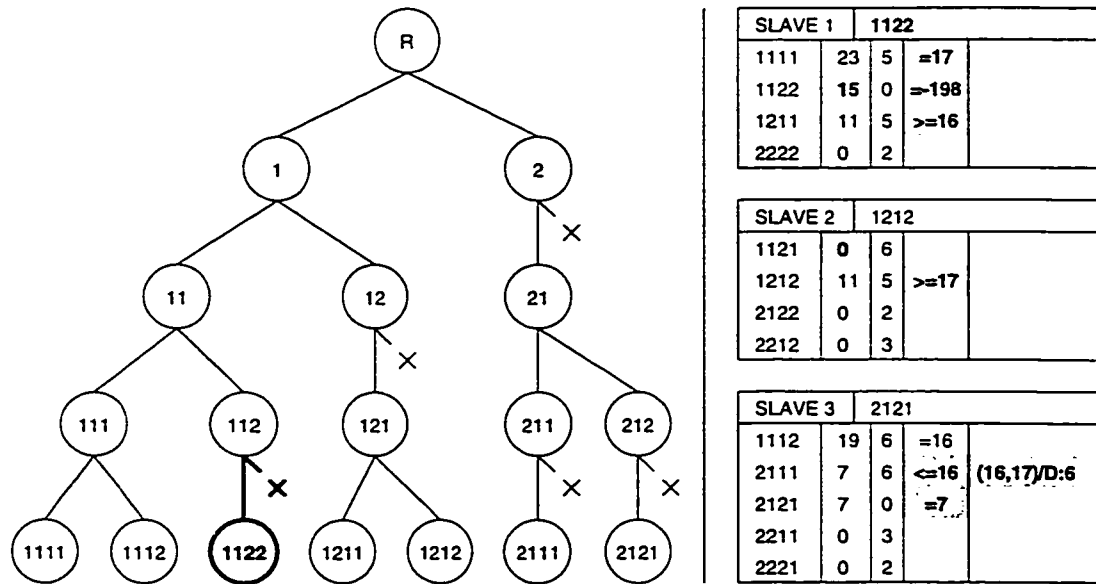 R
1 2
11 12 21
111 112 121 211 212
1111 1112 1122 1211 1212 2111 2121
SLAVE 1 1122
1111 23 5 =17
1122 15 0 =-198
1211 11 5 >=16
2222 0 2
SLAVE 2 1212
1121 0 6
1212 11 5 >=17
2122 0 2
2212 0 3
SLAVE 3 2121
1112 19 6 =16
2111 7 6 <=16 (16,17)/D:6
2121 7 0 =7
2211 0 3
2221 0 2